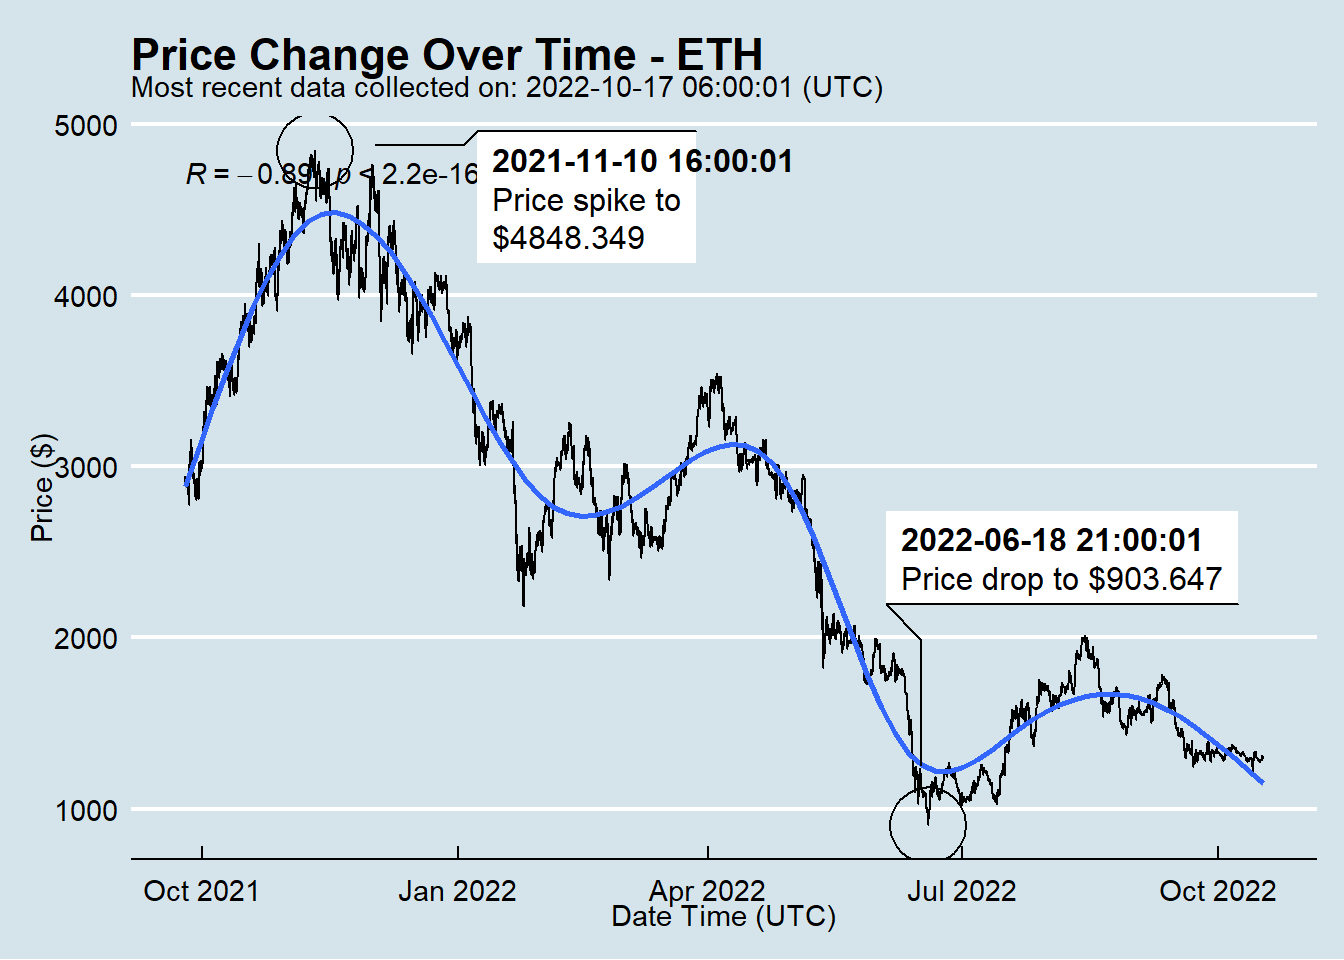 Price Change Over Time - ETH
Most recent data collected on: 2022-10-17 06:00:01 (UTC)
5000
R = −0.89, p < 2.2e-16
2021-11-10 16:00:01
Price spike to
$4848.349
4000
Price ($)
3000
2022-06-18 21:00:01
Price drop to $903.647
2000
1000
Oct 2021 Jan 2022 Apr 2022 Jul 2022 Oct 2022
Date Time (UTC)